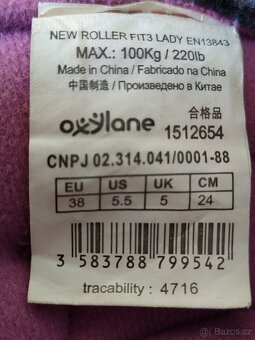 NEW ROLLER FIT3 LADY EN13843
MAX.: 100Kg / 220lb
Made in China / Fabricado na China
中国制造 / Произведено в Китае
合格品
oxylane 1512654
CNPJ 02.314.041/0001-88
EU US UK CM
38 5.5 5 24
3 583788 799542
tracability : 4716
bazoš.cz